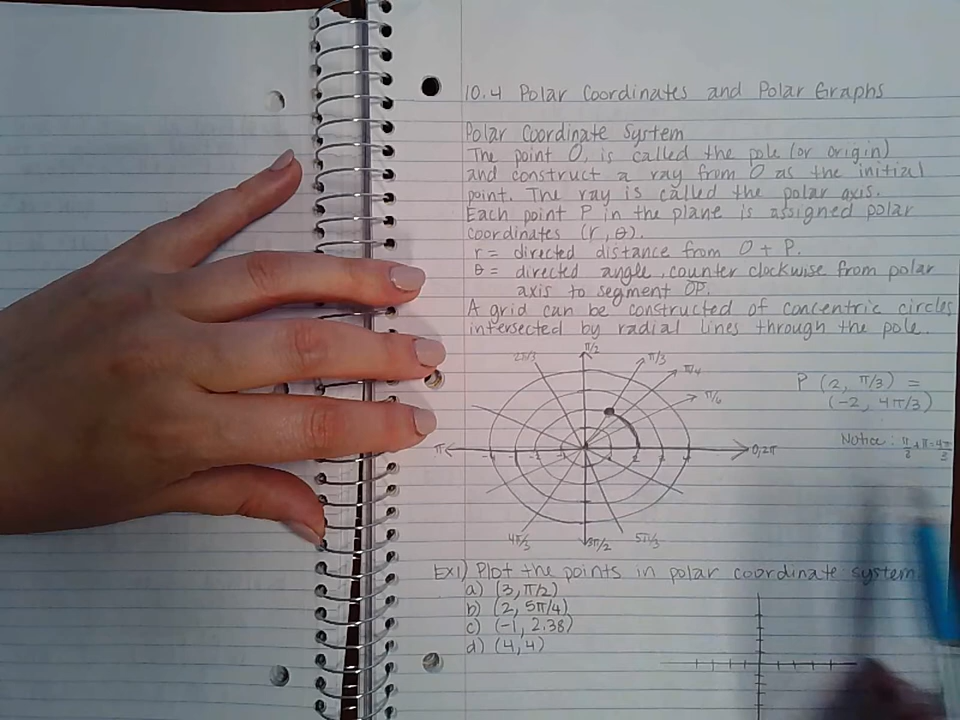 10.4 Polar Coordinates and Polar Graphs
Polar Coordinate System
The point O, is called the pole (or origin)
and construct a ray from O as the initial
point. The ray is called the polar axis.
Each point P in the plane is assigned polar
coordinates (r, θ).
r = directed distance from O + P.
θ = directed angle, counter clockwise from polar
axis to segment OP.
A grid can be constructed of concentric circles
intersected by radial lines through the pole.
2π/3 π/2 π/3
π/4
π/6
π 0,2π
4π/3 3π/2 5π/3
P (2, π/3) =
(-2, 4π/3)
Notice: π/3 + π = 4π/3
EX1) Plot the points in polar coordinate system.
a) (3, π/2)
b) (2, 5π/4)
c) (-1, 2.38)
d) (4, 4)